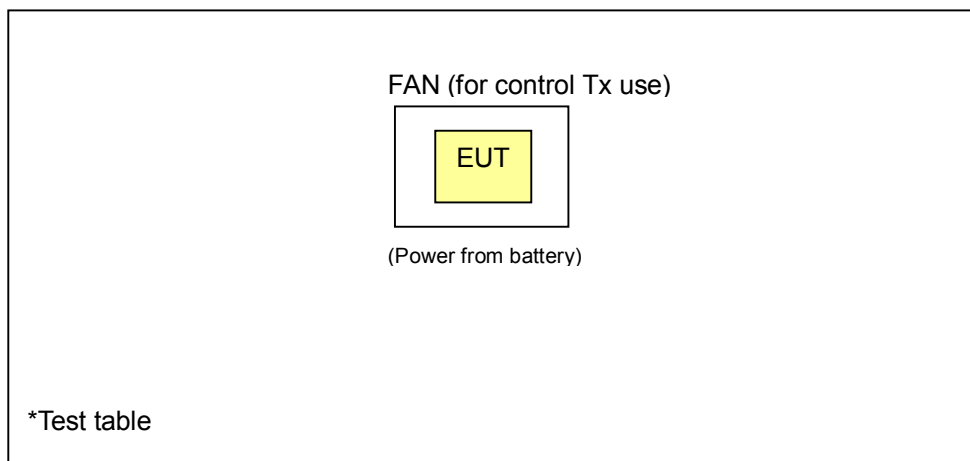 FAN (for control Tx use)
EUT
(Power from battery)
*Test table